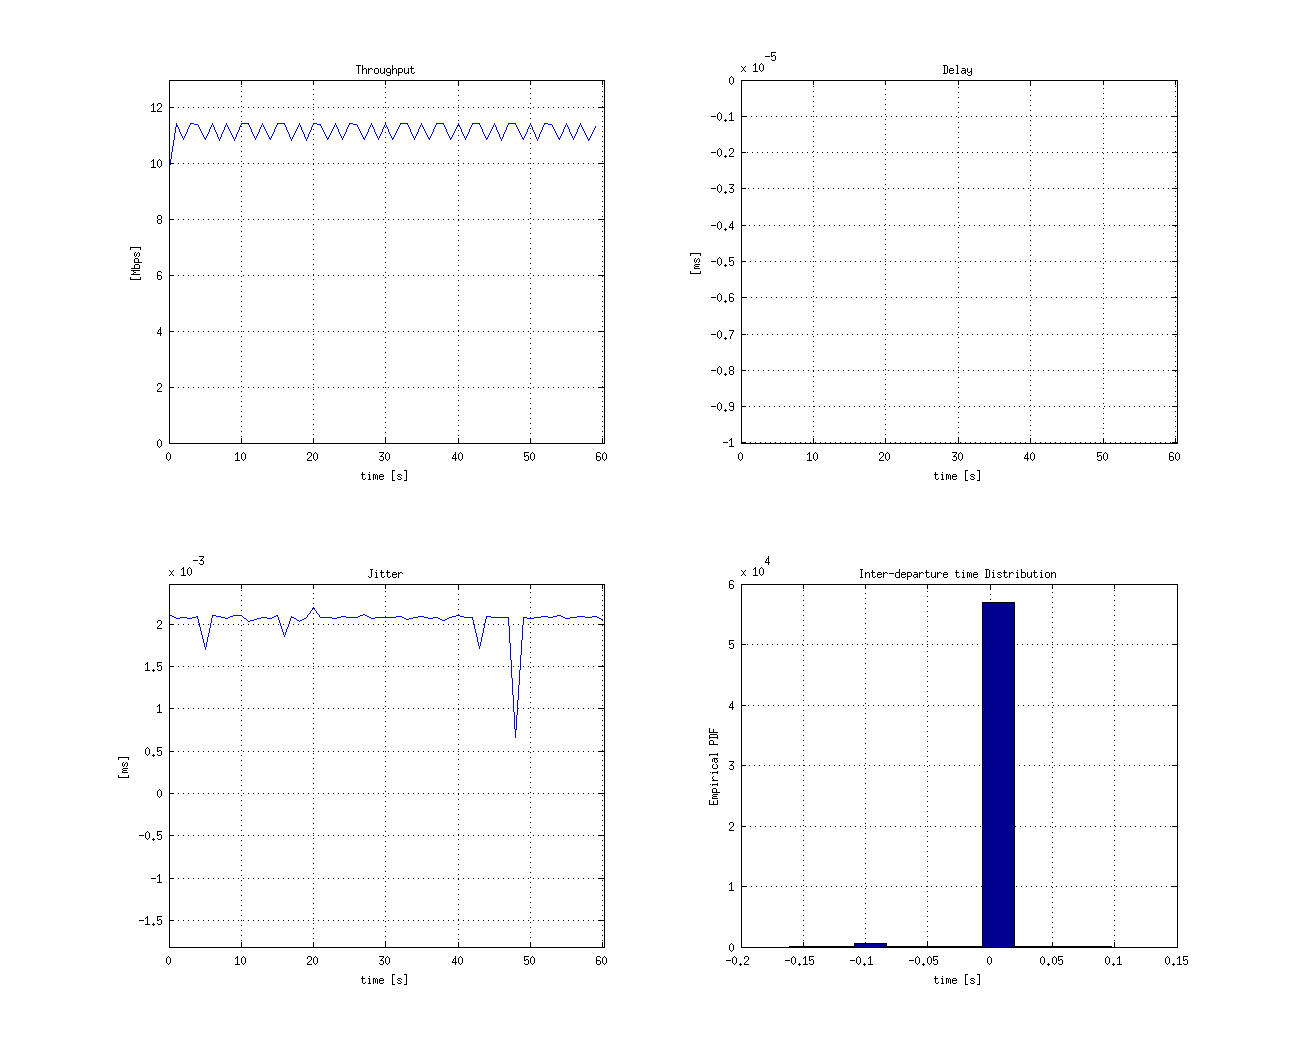 Throughput
12
10
8
6
4
2
0
[Mbps]
0 10 20 30 40 50 60
time [s]
x 10^-5
Delay
0
-0.1
-0.2
-0.3
-0.4
-0.5
-0.6
-0.7
-0.8
-0.9
-1
[ms]
0 10 20 30 40 50 60
time [s]
x 10^-3
Jitter
2
1.5
1
0.5
0
-0.5
-1
-1.5
[ms]
0 10 20 30 40 50 60
time [s]
x 10^4
Inter-departure time Distribution
6
5
4
3
2
1
0
Empirical PDF
-0.2 -0.15 -0.1 -0.05 0 0.05 0.1 0.15
time [s]